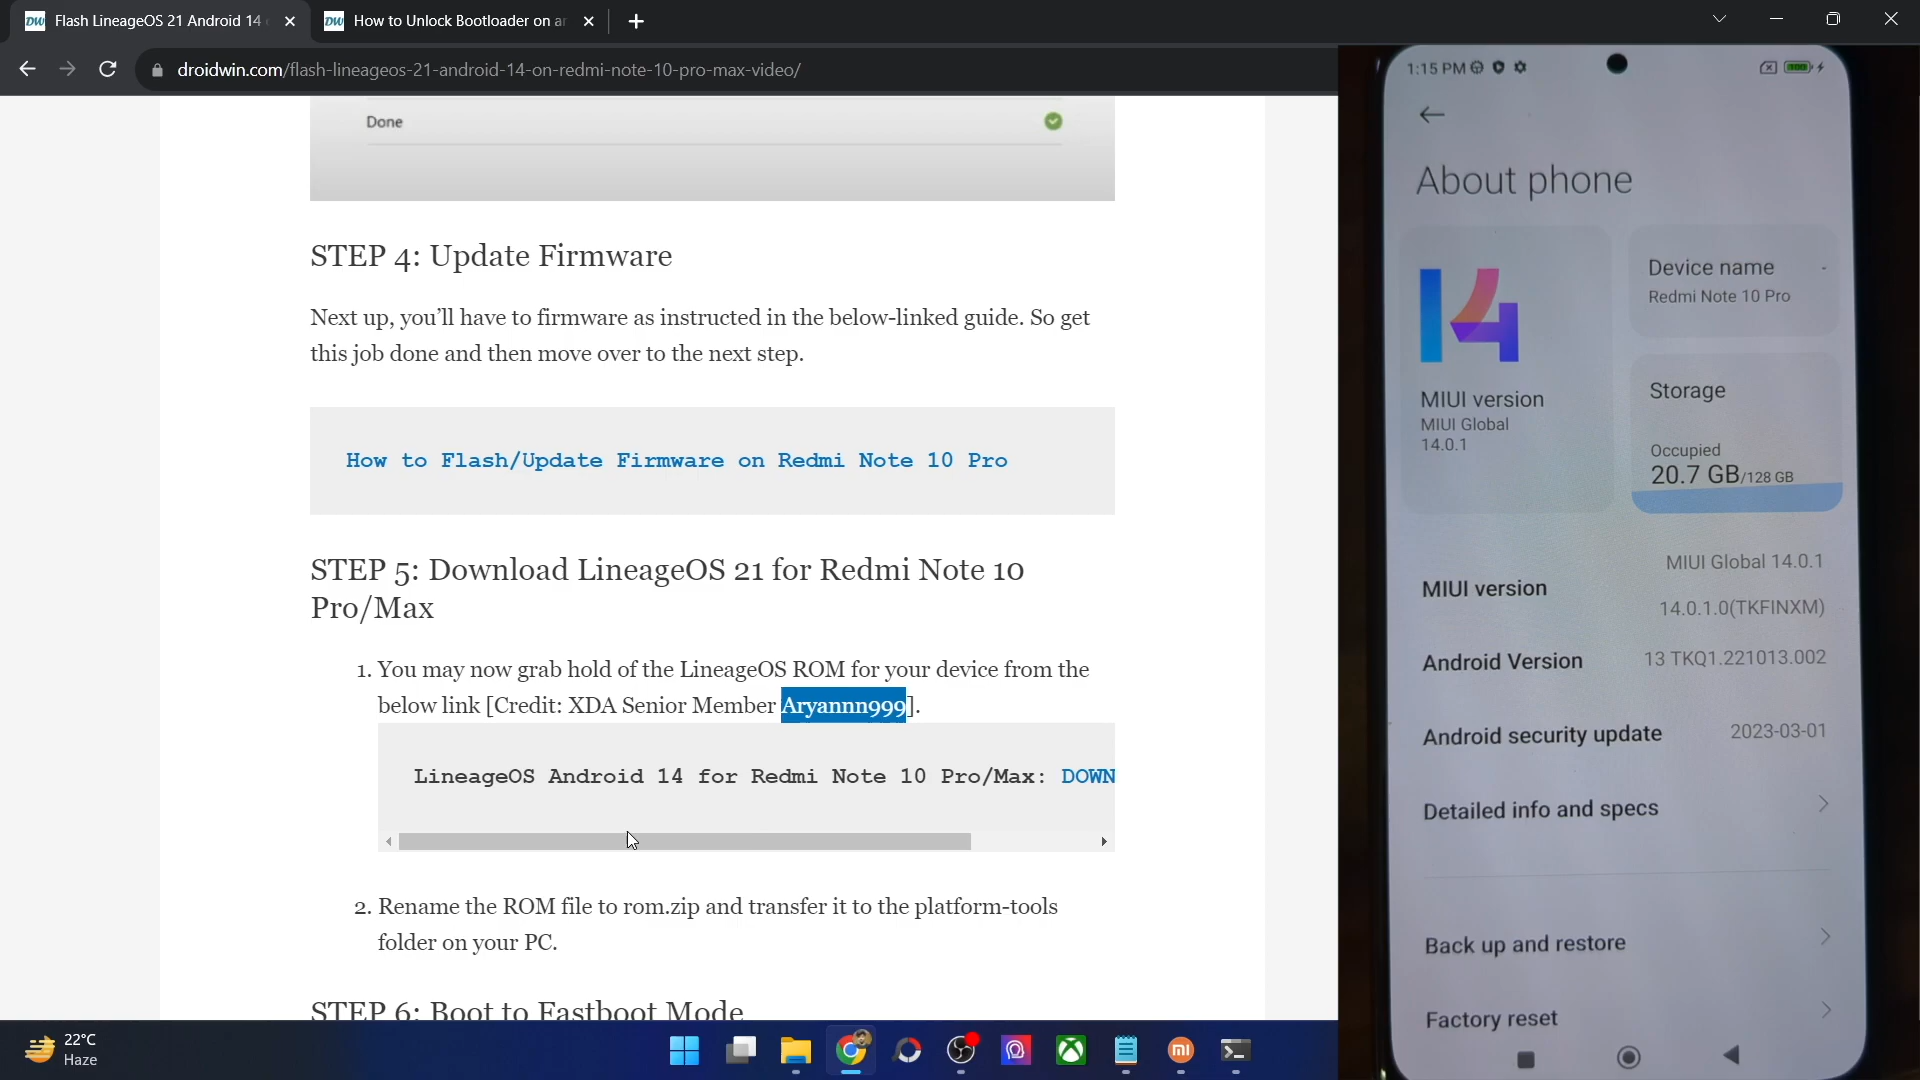 Flash LineageOS 21 Android 14
How to Unlock Bootloader on a
droidwin.com/flash-lineageos-21-android-14-on-redmi-note-10-pro-max-video/
Done
STEP 4: Update Firmware
Next up, you’ll have to firmware as instructed in the below-linked guide. So get
this job done and then move over to the next step.
How to Flash/Update Firmware on Redmi Note 10 Pro
STEP 5: Download LineageOS 21 for Redmi Note 10
Pro/Max
1. You may now grab hold of the LineageOS ROM for your device from the
below link [Credit: XDA Senior Member Aryannn999].
LineageOS Android 14 for Redmi Note 10 Pro/Max: DOWN
2. Rename the ROM file to rom.zip and transfer it to the platform-tools
folder on your PC.
STEP 6: Boot to Fastboot Mode
22°C
Haze
1:15 PM
100
About phone
14
MIUI version
MIUI Global
14.0.1
Device name
Redmi Note 10 Pro
Storage
Occupied
20.7 GB/128 GB
MIUI version
MIUI Global 14.0.1
14.0.1.0(TKFINXM)
Android Version
13 TKQ1.221013.002
Android security update
2023-03-01
Detailed info and specs
Back up and restore
Factory reset